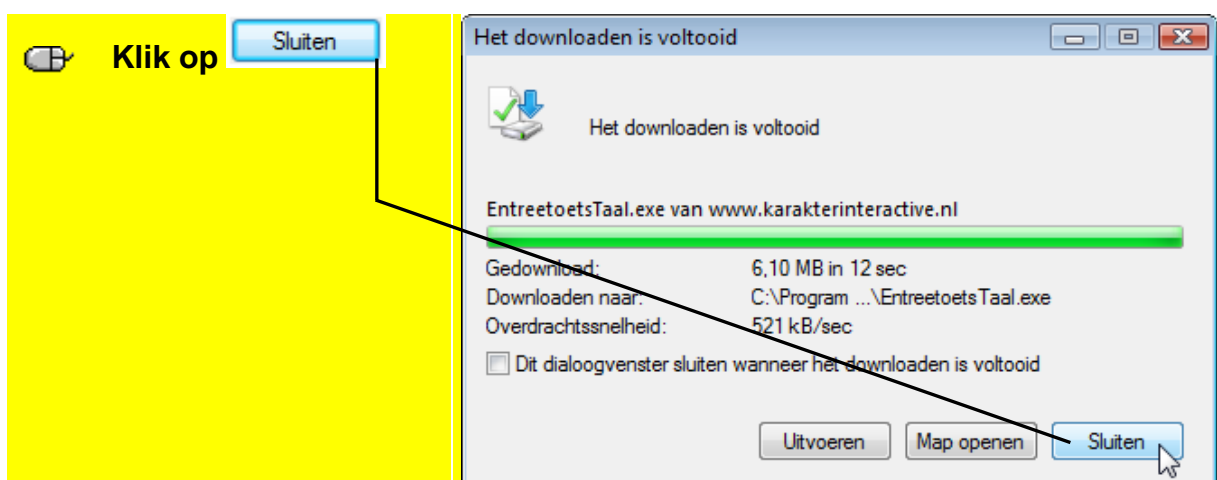 Klik op Sluiten
Het downloaden is voltooid
Het downloaden is voltooid
EntreetoetsTaal.exe van www.karakterinteractive.nl
Gedownload: 6,10 MB in 12 sec
Downloaden naar: C:\Program ...\EntreetoetsTaal.exe
Overdrachtssnelheid: 521 kB/sec
Dit dialoogvenster sluiten wanneer het downloaden is voltooid
Uitvoeren Map openen Sluiten